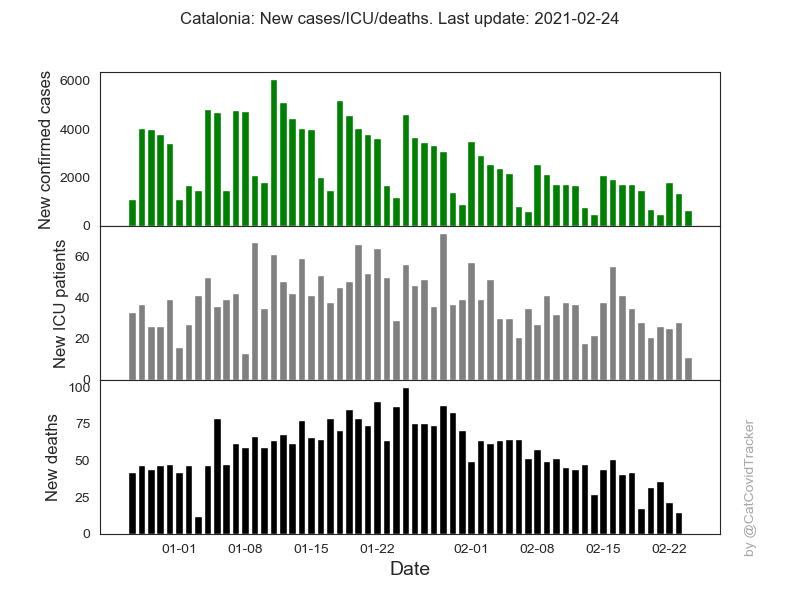 Catalonia: New cases/ICU/deaths. Last update: 2021-02-24
New confirmed cases
6000
4000
2000
0
New ICU patients
60
40
20
0
New deaths
100
75
50
25
0
01-01 01-08 01-15 01-22 02-01 02-08 02-15 02-22
Date
by @CatCovidTracker